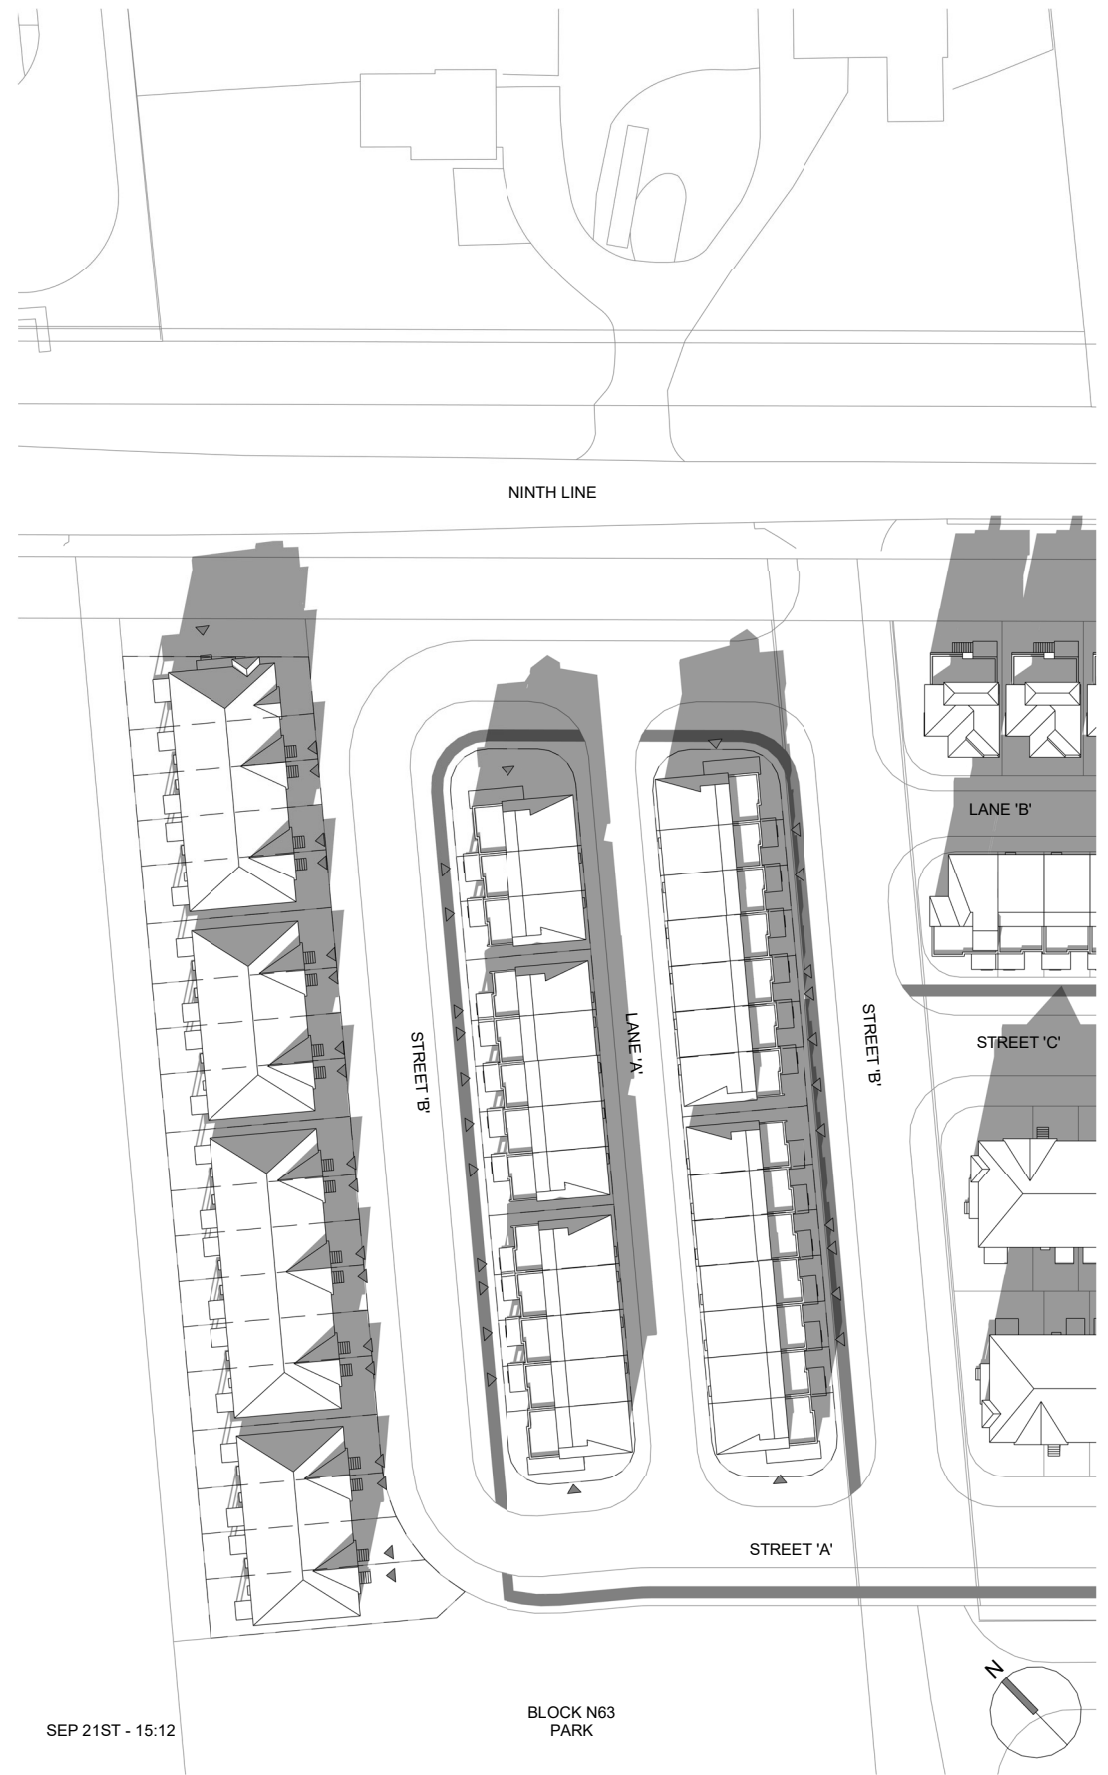 NINTH LINE
LANE 'B'
STREET 'B'
LANE 'A'
STREET 'B'
STREET 'C'
STREET 'A'
N
SEP 21ST - 15:12
BLOCK N63
PARK